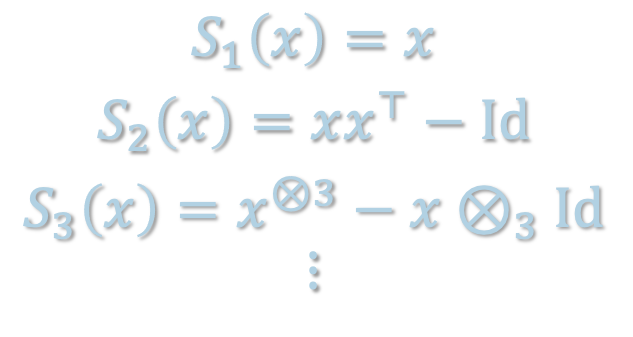 S₁(x) = x
S₂(x) = xx^⊤ − Id
S₃(x) = x^{⊗3} − x ⊗₃ Id
⋮